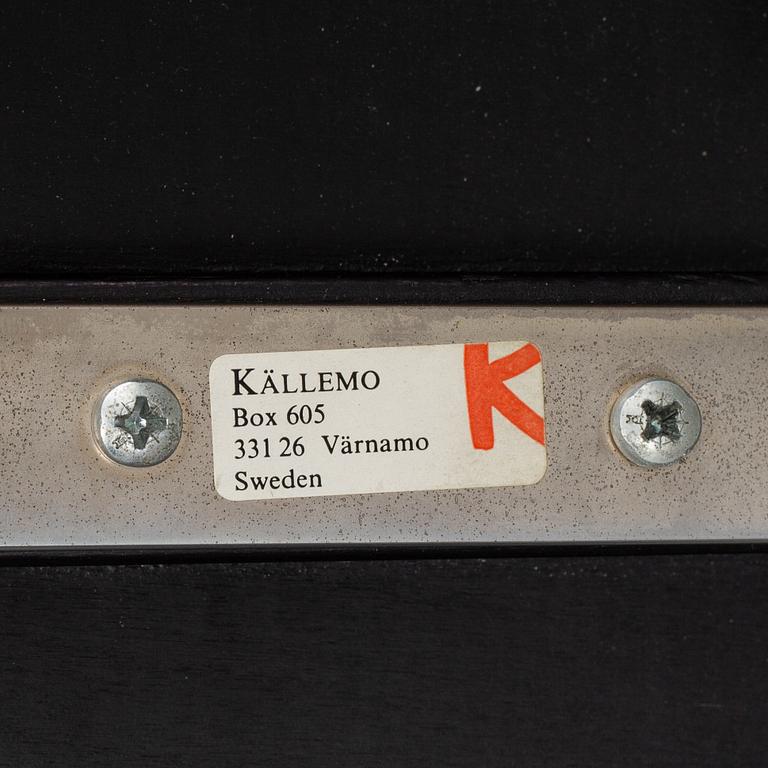 KÄLLEMO
Box 605
331 26 Värnamo
Sweden
K